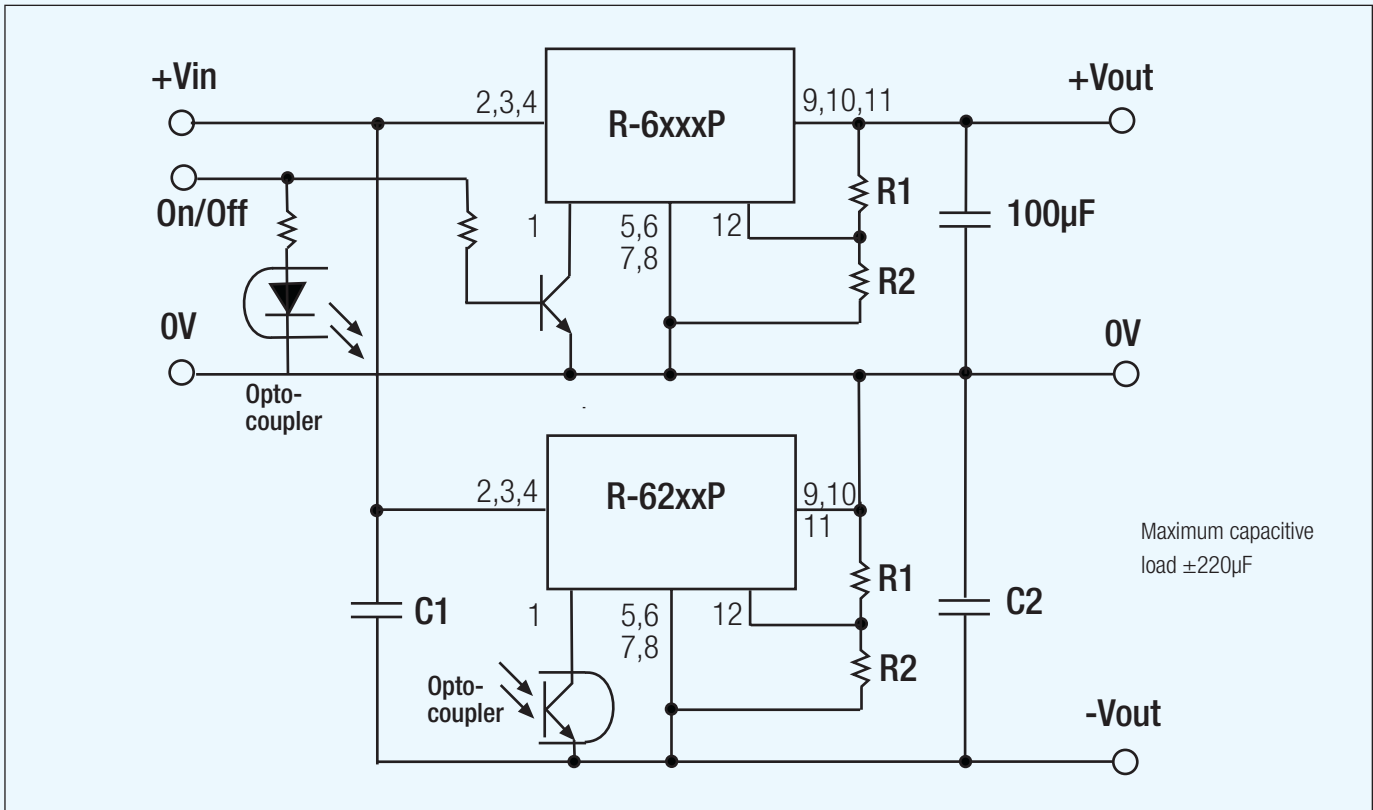 +Vin
2,3,4
R-6xxxP
9,10,11
+Vout
On/Off
1
5,6
7,8
12
R1
R2
100µF
0V
0V
Opto-
coupler
2,3,4
R-62xxP
9,10
11
Maximum capacitive
load ±220µF
C1
1
5,6
7,8
12
R1
R2
C2
Opto-
coupler
-Vout